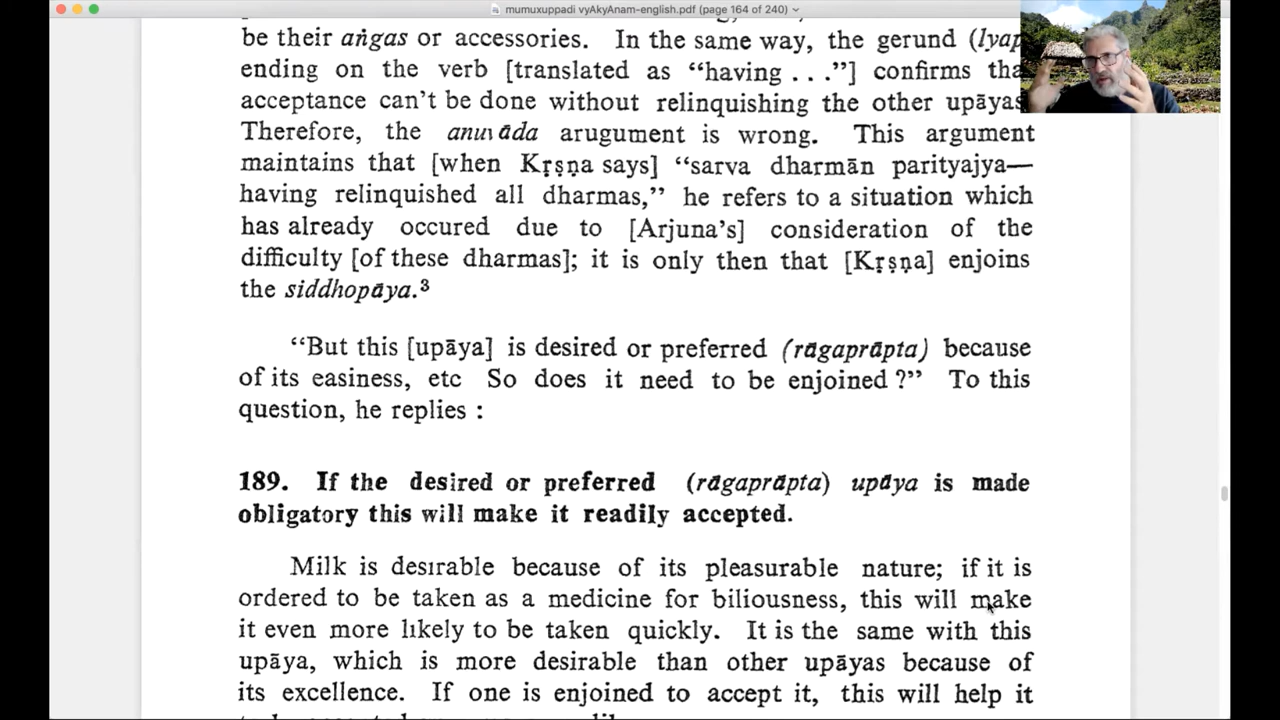 mumuxuppadi vyAkyAnam-english.pdf (page 164 of 240)
be their aṅgas or accessories. In the same way, the gerund (lyap
ending on the verb [translated as “having . . .”] confirms tha
acceptance can’t be done without relinquishing the other upāyas
Therefore, the anuvāda arugument is wrong. This argument
maintains that [when Kṛṣṇa says] “sarva dharmān parityajya—
having relinquished all dharmas,” he refers to a situation which
has already occured due to [Arjuna’s] consideration of the
difficulty [of these dharmas]; it is only then that [Kṛṣṇa] enjoins
the siddhopāya.³
“But this [upāya] is desired or preferred (rāgaprāpta) because
of its easiness, etc So does it need to be enjoined ?” To this
question, he replies :
189. If the desired or preferred (rāgaprāpta) upāya is made
obligatory this will make it readily accepted.
Milk is desirable because of its pleasurable nature; if it is
ordered to be taken as a medicine for biliousness, this will make
it even more likely to be taken quickly. It is the same with this
upāya, which is more desirable than other upāyas because of
its excellence. If one is enjoined to accept it, this will help it